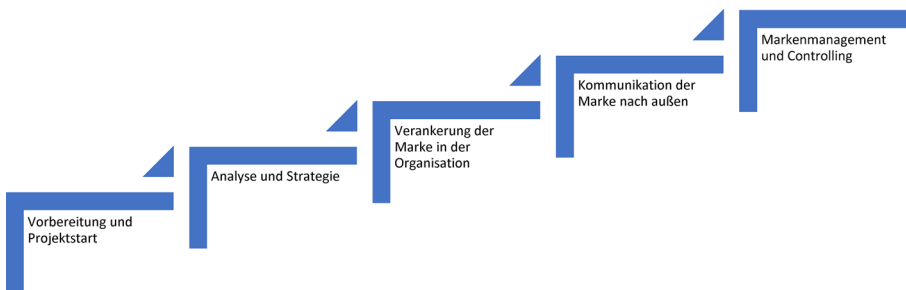 Vorbereitung und
Projektstart
Analyse und Strategie
Verankerung der
Marke in der
Organisation
Kommunikation der
Marke nach außen
Markenmanagement
und Controlling